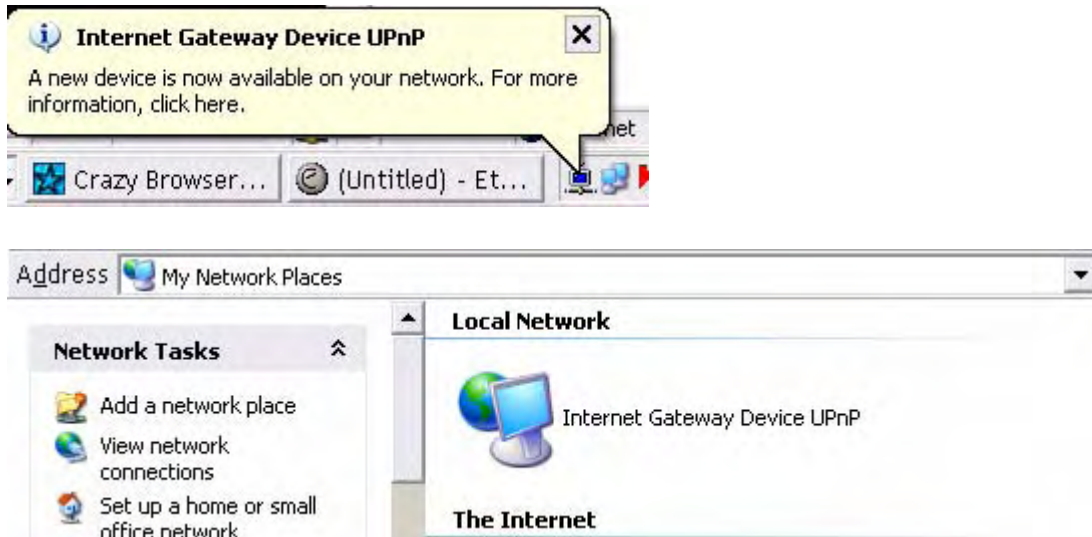 Internet Gateway Device UPnP
A new device is now available on your network. For more
information, click here.
net
Crazy Browser...
(Untitled) - Et...
Address My Network Places
Local Network
Network Tasks
Internet Gateway Device UPnP
Add a network place
View network
connections
Set up a home or small
office network
The Internet